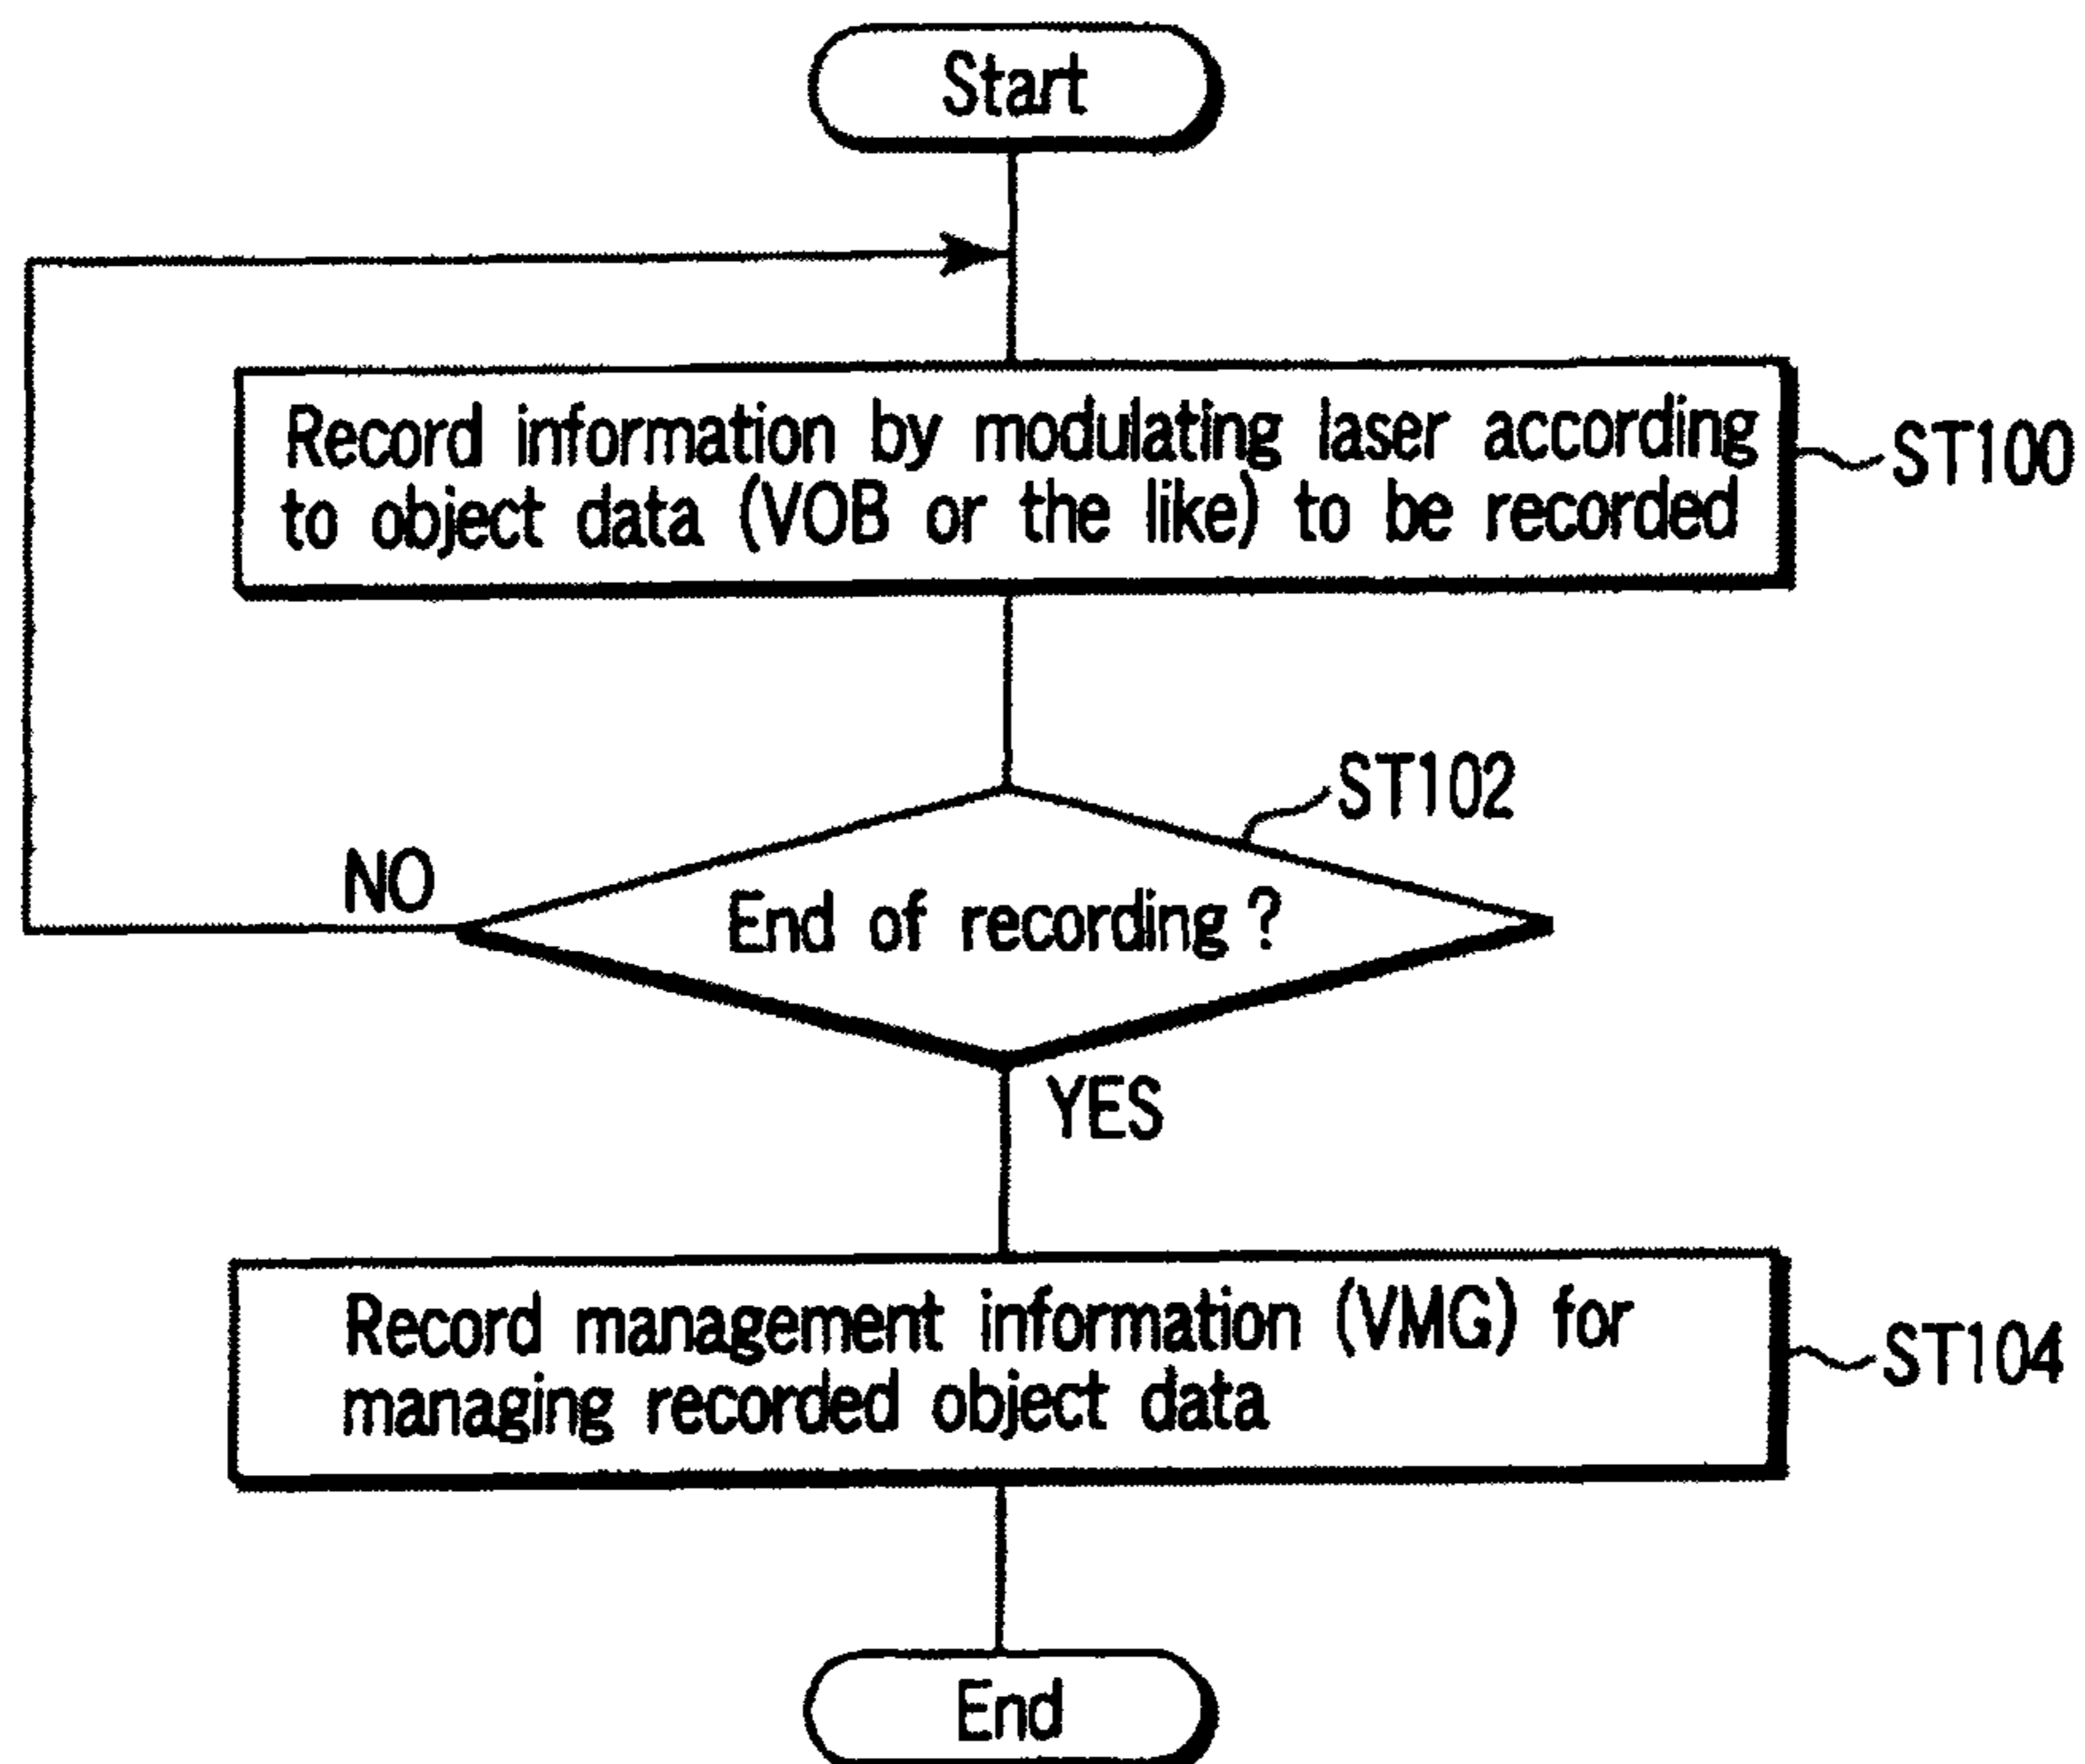 Start
Record information by modulating laser according
to object data (VOB or the like) to be recorded
ST100
ST102
NO
End of recording ?
YES
Record management information (VMG) for
managing recorded object data
ST104
End